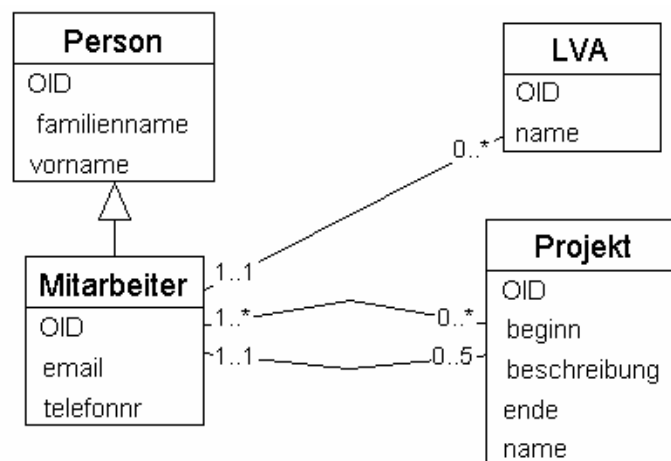 Person
OID
familienname
vorname
LVA
OID
name
0..*
1..1
Mitarbeiter
OID
email
telefonnr
1..*
0..*
1..1
0..5
Projekt
OID
beginn
beschreibung
ende
name